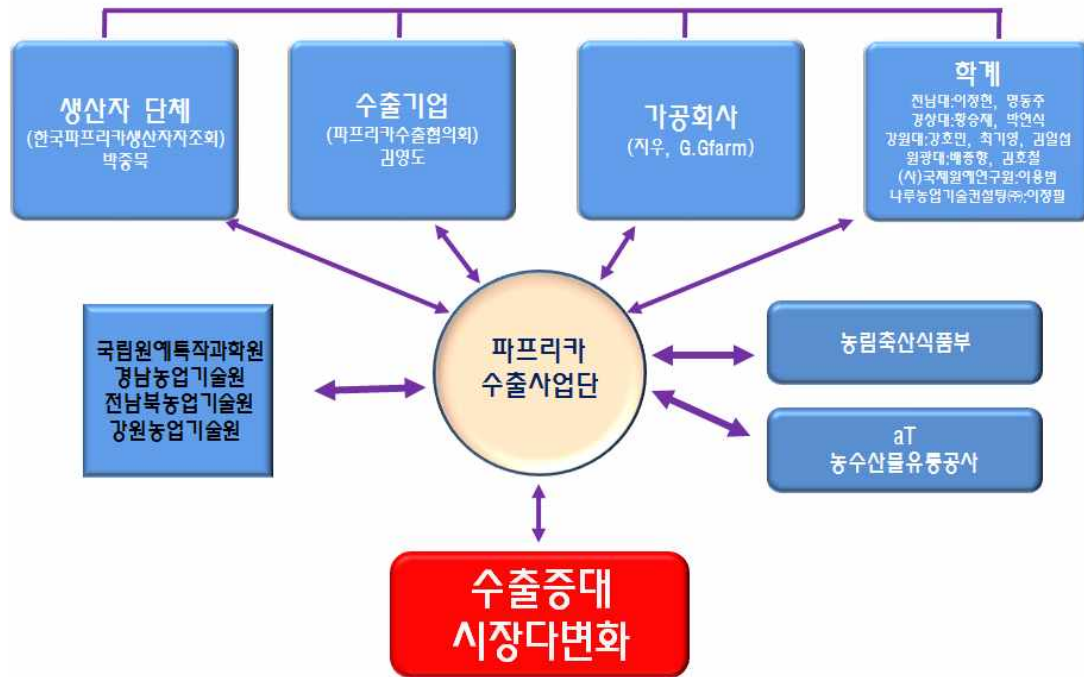 생산자 단체
(한국파프리카생산자자조회)
박중묵
수출기업
(파프리카수출협의회)
김영도
가공회사
(지우, G.Gfarm)
학계
전남대:이정현, 명동주
경상대:황승재, 박연식
강원대:강호민, 최기영, 김일섭
원광대:배종향, 김호철
(사)국제원예연구원:이용범
나루농업기술컨설팅㈜:이정필
파프리카
수출사업단
국립원예특작과학원
경남농업기술원
전남북농업기술원
강원농업기술원
농림축산식품부
aT
농수산물유통공사
수출증대
시장다변화